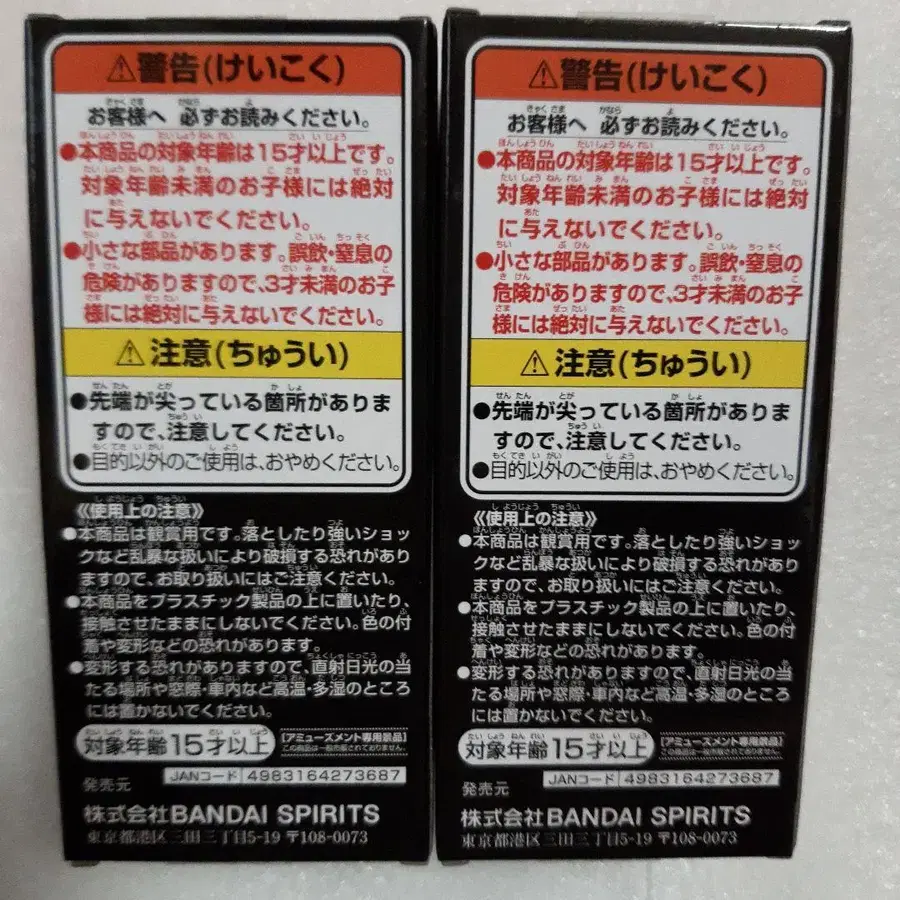 ⚠警告(けいこく)
お客様へ 必ずお読みください。
●本商品の対象年齢は15才以上です。
対象年齢未満のお子様には絶対
に与えないでください。
●小さな部品があります。誤飲・窒息の
危険がありますので、3才未満のお子
様には絶対に与えないでください。
⚠注意(ちゅうい)
●先端が尖っている箇所がありま
すので、注意してください。
●目的以外のご使用は、おやめください。
《使用上の注意》
●本商品は観賞用です。落としたり強いショッ
クなど乱暴な扱いにより破損する恐れがあり
ますので、お取り扱いにはご注意ください。
●本商品をプラスチック製品の上に置いたり、
接触させたままにしないでください。色の付
着や変形などの恐れがあります。
●変形する恐れがありますので、直射日光の当
たる場所や窓際・車内など高温・多湿のところ
には置かないでください。
対象年齢15才以上
[アミューズメント専用景品]
この商品は一般市販されておりません。
発売元
JANコード 4983164273687
株式会社BANDAI SPIRITS
東京都港区三田三丁目5-19 〒108-0073
⚠警告(けいこく)
お客様へ 必ずお読みください。
●本商品の対象年齢は15才以上です。
対象年齢未満のお子様には絶対
に与えないでください。
●小さな部品があります。誤飲・窒息の
危険がありますので、3才未満のお子
様には絶対に与えないでください。
⚠注意(ちゅうい)
●先端が尖っている箇所がありま
すので、注意してください。
●目的以外のご使用は、おやめください。
《使用上の注意》
●本商品は観賞用です。落としたり強いショッ
クなど乱暴な扱いにより破損する恐れがあり
ますので、お取り扱いにはご注意ください。
●本商品をプラスチック製品の上に置いたり、
接触させたままにしないでください。色の付
着や変形などの恐れがあります。
●変形する恐れがありますので、直射日光の当
たる場所や窓際・車内など高温・多湿のところ
には置かないでください。
対象年齢15才以上
[アミューズメント専用景品]
この商品は一般市販されておりません。
発売元
JANコード 4983164273687
株式会社BANDAI SPIRITS
東京都港区三田三丁目5-19 〒108-0073